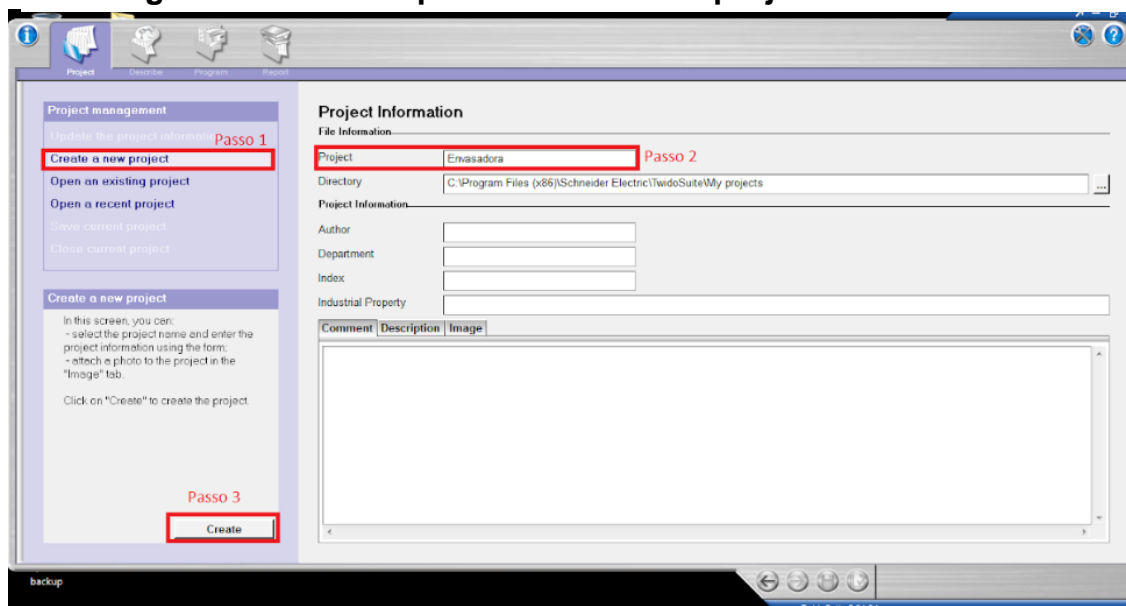 Project Describe Program Report
Project management
Update the project information
Passo 1
Create a new project
Open an existing project
Open a recent project
Save current project
Close current project
Create a new project
In this screen, you can:
- select the project name and enter the
project information using the form;
- attach a photo to the project in the
"Image" tab.
Click on "Create" to create the project.
Passo 3
Create
Project Information
File Information
Project Envasadora Passo 2
Directory C:\Program Files (x86)\Schneider Electric\TwidoSuite\My projects ...
Project Information
Author
Department
Index
Industrial Property
Comment Description Image
backup